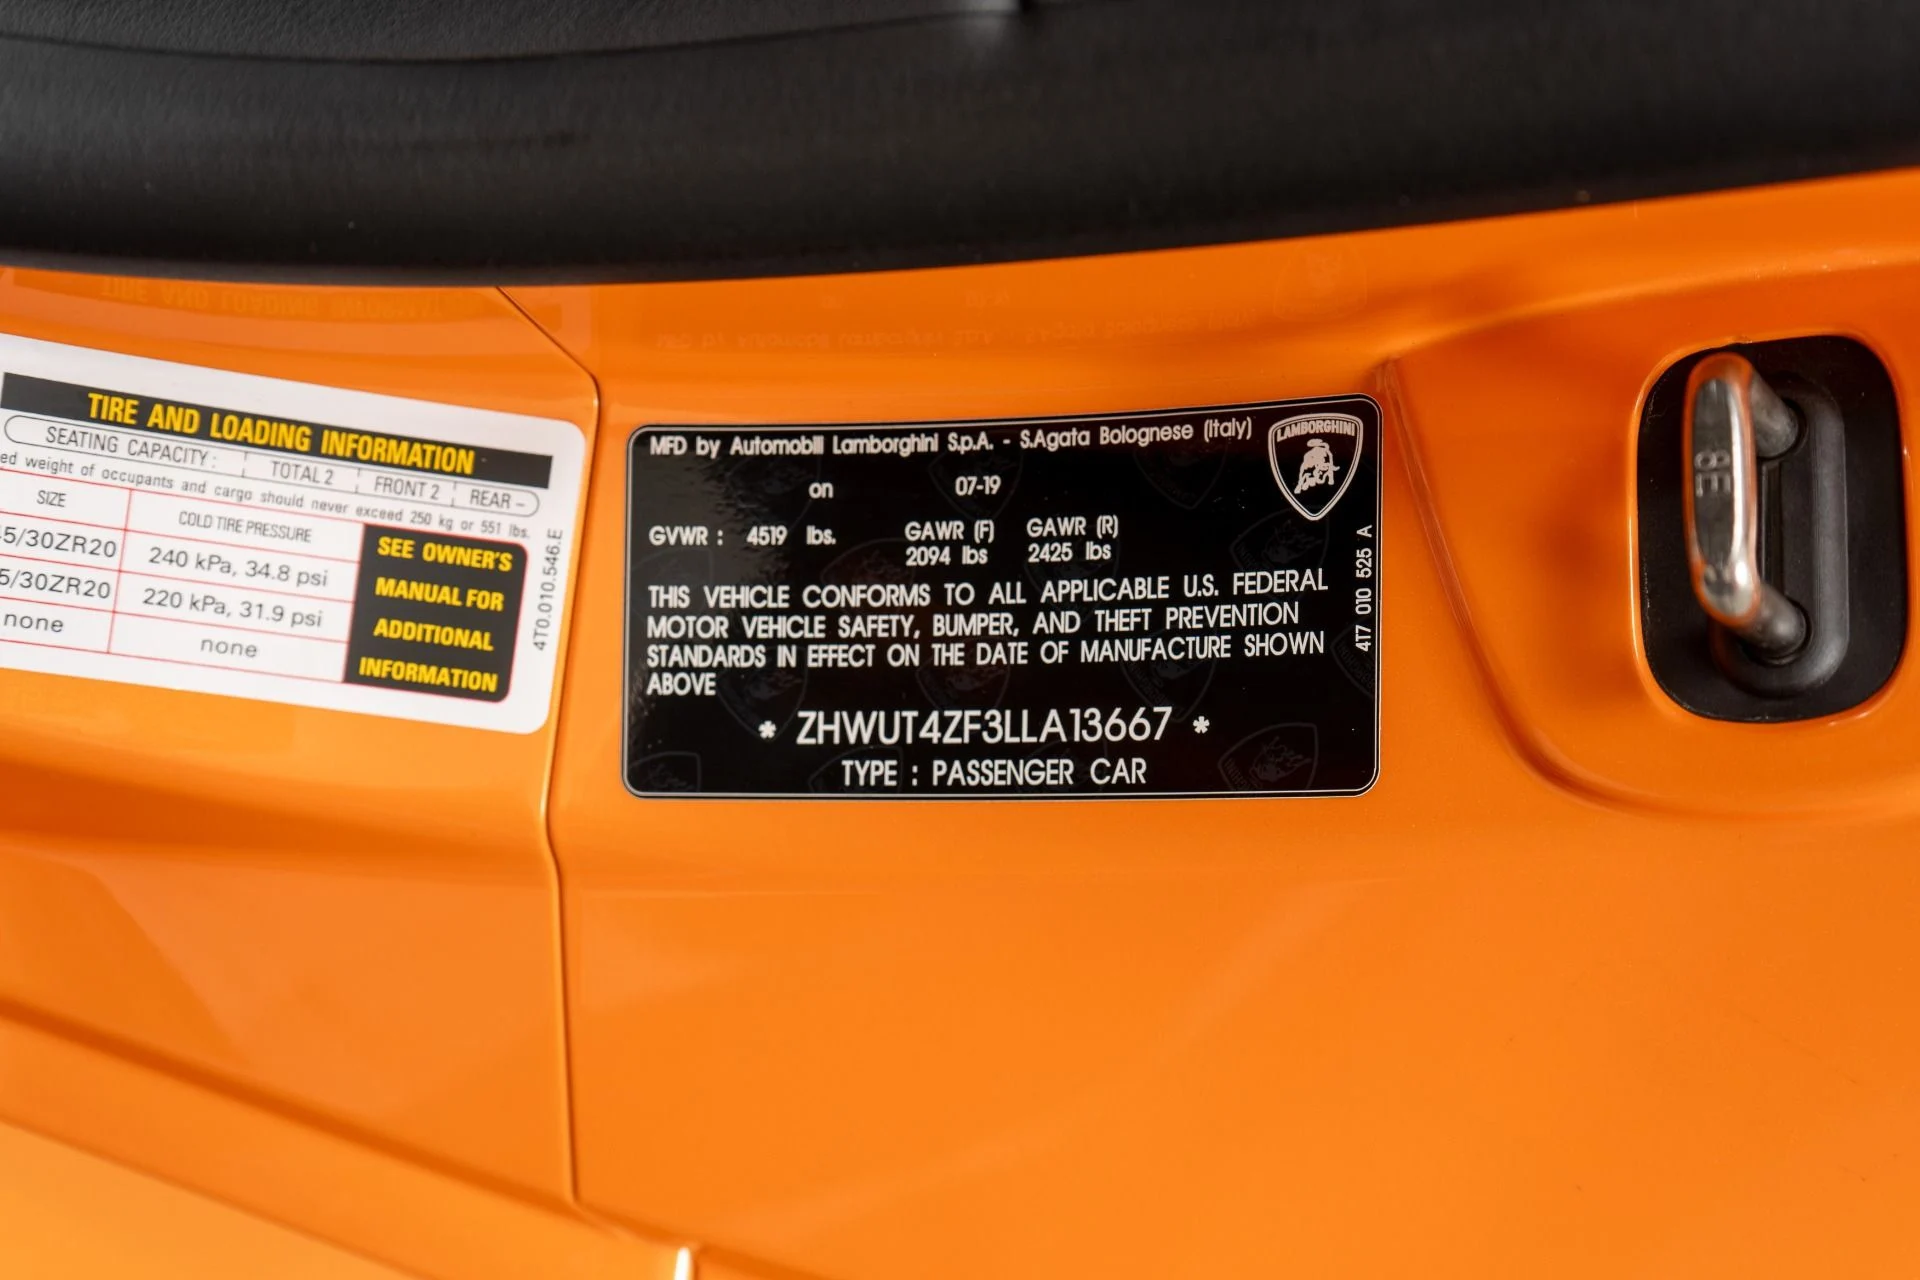 TIRE AND LOADING INFORMATION
SEATING CAPACITY: TOTAL 2 FRONT 2 REAR –
weight of occupants and cargo should never exceed 250 kg or 551 lbs.
SIZE COLD TIRE PRESSURE
5/30ZR20 240 kPa, 34.8 psi
5/30ZR20 220 kPa, 31.9 psi
none none
SEE OWNER'S
MANUAL FOR
ADDITIONAL
INFORMATION
4T0.010.546.E
MFD by Automobili Lamborghini S.p.A. - S.Agata Bolognese (Italy)
on 07-19
GVWR : 4519 lbs. GAWR (F) GAWR (R)
2094 lbs 2425 lbs
THIS VEHICLE CONFORMS TO ALL APPLICABLE U.S. FEDERAL
MOTOR VEHICLE SAFETY, BUMPER, AND THEFT PREVENTION
STANDARDS IN EFFECT ON THE DATE OF MANUFACTURE SHOWN
ABOVE
* ZHWUT4ZF3LLA13667 *
TYPE : PASSENGER CAR
LAMBORGHINI
4T7 010 525 A
8E